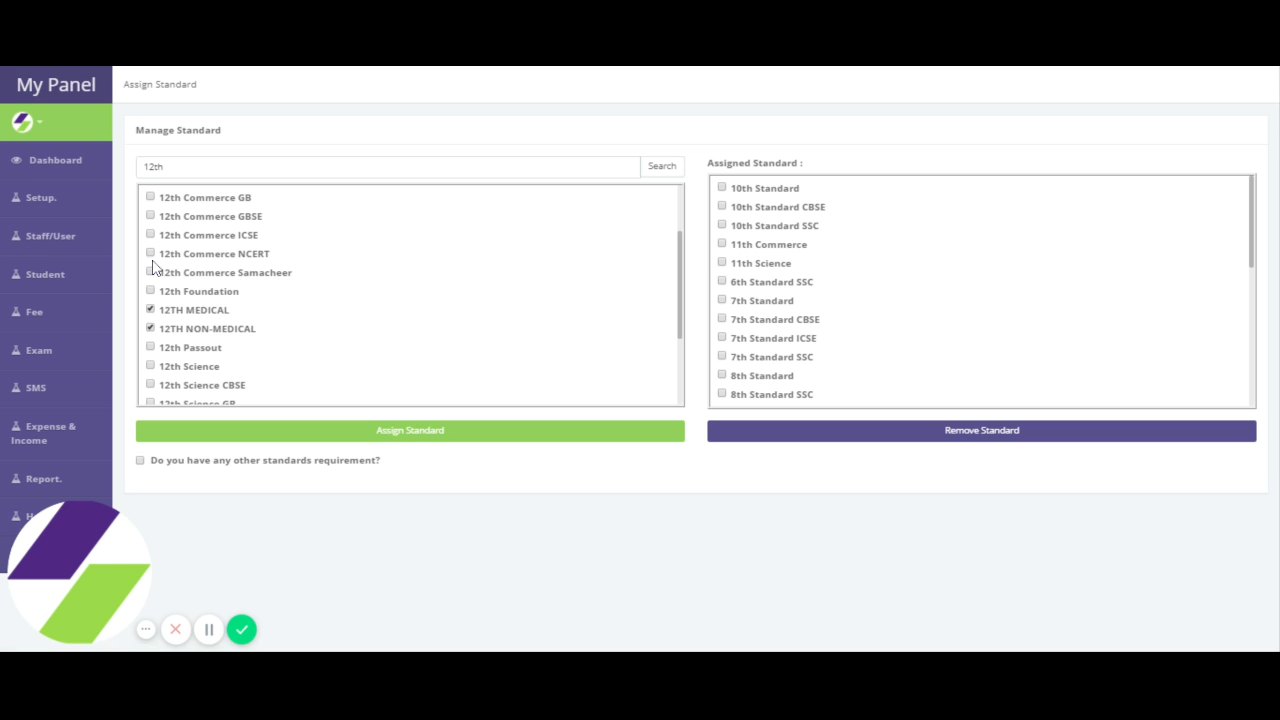 My Panel
Assign Standard
Dashboard
Setup.
Staff/User
Student
Fee
Exam
SMS
Expense &
Income
Report.
Manage Standard
12th
Search
12th Commerce GB
12th Commerce GBSE
12th Commerce ICSE
12th Commerce NCERT
12th Commerce Samacheer
12th Foundation
12TH MEDICAL
12TH NON-MEDICAL
12th Passout
12th Science
12th Science CBSE
12th Science GB
Assign Standard
Do you have any other standards requirement?
Assigned Standard :
10th Standard
10th Standard CBSE
10th Standard SSC
11th Commerce
11th Science
6th Standard SSC
7th Standard
7th Standard CBSE
7th Standard ICSE
7th Standard SSC
8th Standard
8th Standard SSC
Remove Standard